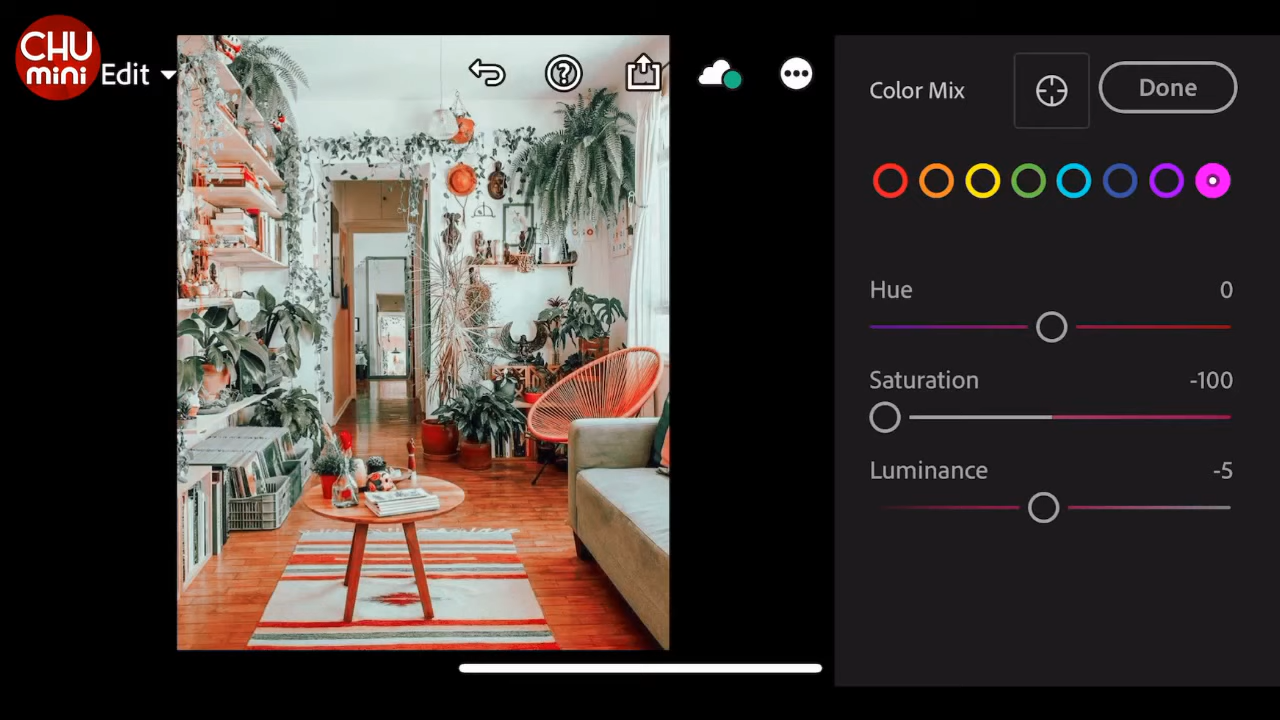 CHU
mini
Edit
Color Mix
Done
Hue 0
Saturation -100
Luminance -5